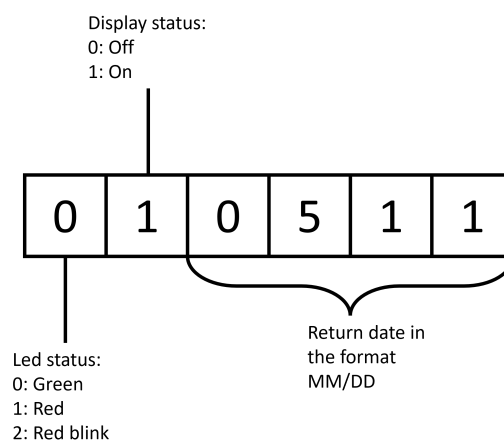 Display status:
0: Off
1: On
0 1 0 5 1 1
Return date in
the format
MM/DD
Led status:
0: Green
1: Red
2: Red blink